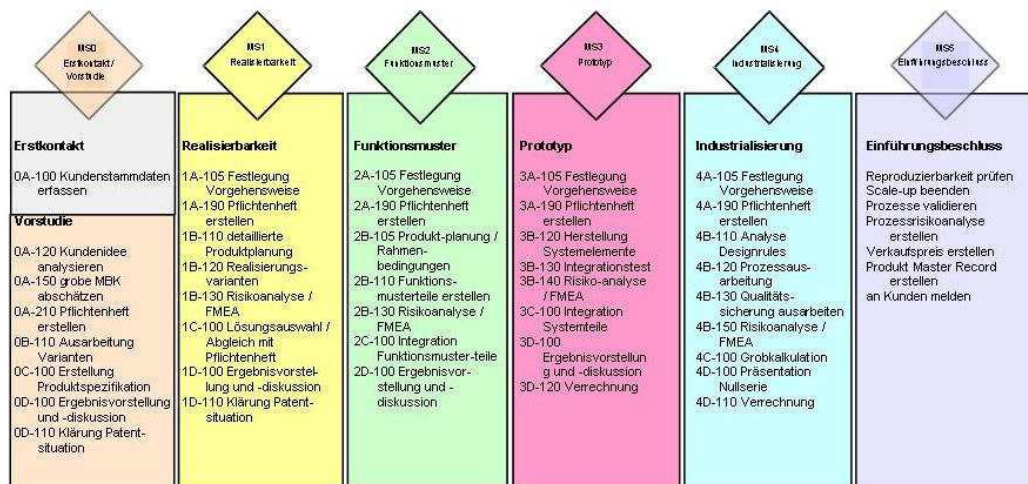 MS0
Erstkontakt /
Vorstudie
MS1
Realisierbarkeit
MS2
Funktionsmuster
MS3
Prototyp
MS4
Industrialisierung
MS5
Einführungsbeschluss
Erstkontakt
0A-100 Kundenstammdaten
erfassen
Vorstudie
0A-120 Kundenidee
analysieren
0A-150 grobe MBK
abschätzen
0A-210 Pflichtenheft
erstellen
0B-110 Ausarbeitung
Varianten
0C-100 Erstellung
Produktspezifikation
0D-100 Ergebnisvorstellung
und -diskussion
0D-110 Klärung Patent-
situation
Realisierbarkeit
1A-105 Festlegung
Vorgehensweise
1A-190 Pflichtenheft
erstellen
1B-110 detaillierte
Produktplanung
1B-120 Realisierungs-
varianten
1B-130 Risikoanalyse /
FMEA
1C-100 Lösungsauswahl /
Abgleich mit
Pflichtenheft
1D-100 Ergebnisvorstel-
lung und -diskussion
1D-110 Klärung Patent-
situation
Funktionsmuster
2A-105 Festlegung
Vorgehensweise
2A-190 Pflichtenheft
erstellen
2B-105 Produkt-planung /
Rahmen-
bedingungen
2B-110 Funktions-
musterteile erstellen
2B-130 Risikoanalyse /
FMEA
2C-100 Integration
Funktionsmuster-teile
2D-100 Ergebnisvor-
stellung und -
diskussion
Prototyp
3A-105 Festlegung
Vorgehensweise
3A-190 Pflichtenheft
erstellen
3B-120 Herstellung
Systemelemente
3B-130 Integrationstest
3B-140 Risiko-analyse
/ FMEA
3C-100 Integration
Systemteile
3D-100
Ergebnisvorstellun
g und -diskussion
3D-120 Verrechnung
Industrialisierung
4A-105 Festlegung
Vorgehensweise
4A-190 Pflichtenheft
erstellen
4B-110 Analyse
Designrules
4B-120 Prozessaus-
arbeitung
4B-130 Qualitäts-
sicherung ausarbeiten
4B-150 Risikoanalyse /
FMEA
4C-100 Grobkalkulation
4D-100 Präsentation
Nullserie
4D-110 Verrechnung
Einführungsbeschluss
Reproduzierbarkeit prüfen
Scale-up beenden
Prozesse validieren
Prozessrisikoanalyse
erstellen
Verkaufspreis erstellen
Produkt Master Record
erstellen
an Kunden melden